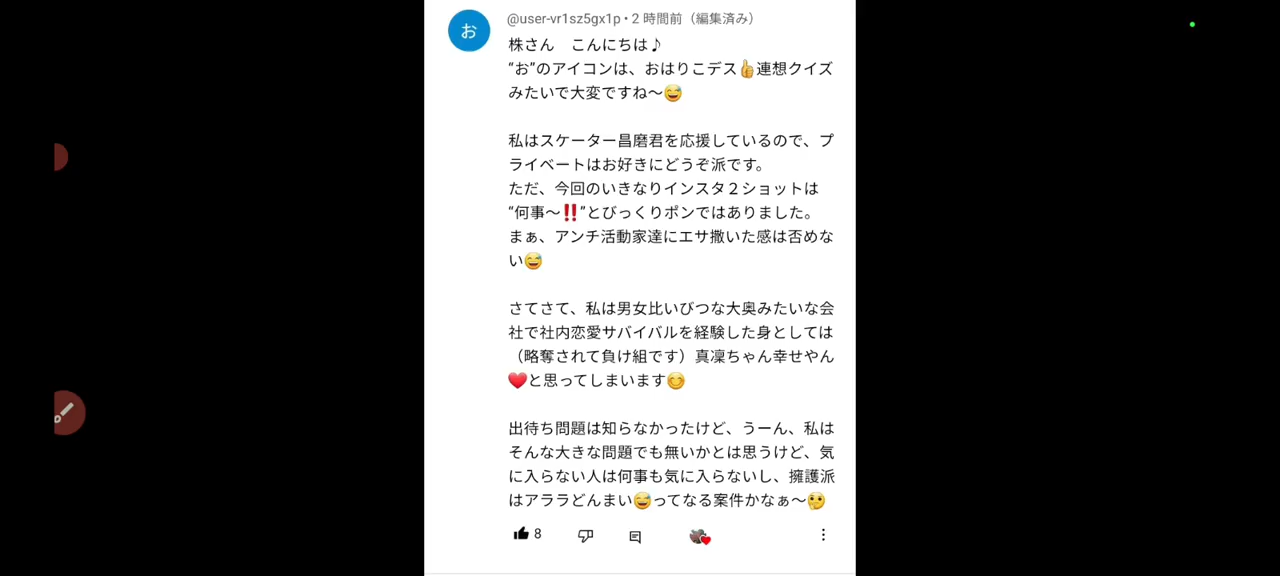 お
@user-vr1sz5gx1p • 2 時間前（編集済み）
株さん　こんにちは♪
“お”のアイコンは、おはりこデス👍連想クイズ
みたいで大変ですね〜😅
私はスケーター昌磨君を応援しているので、プ
ライベートはお好きにどうぞ派です。
ただ、今回のいきなりインスタ２ショットは
“何事〜‼️”とびっくりポンではありました。
まぁ、アンチ活動家達にエサ撒いた感は否めな
い😅
さてさて、私は男女比いびつな大奥みたいな会
社で社内恋愛サバイバルを経験した身としては
（略奪されて負け組です）真凜ちゃん幸せやん
❤️と思ってしまいます😊
出待ち問題は知らなかったけど、うーん、私は
そんな大きな問題でも無いかとは思うけど、気
に入らない人は何事も気に入らないし、擁護派
はアララどんまい😅ってなる案件かなぁ〜🤔
8